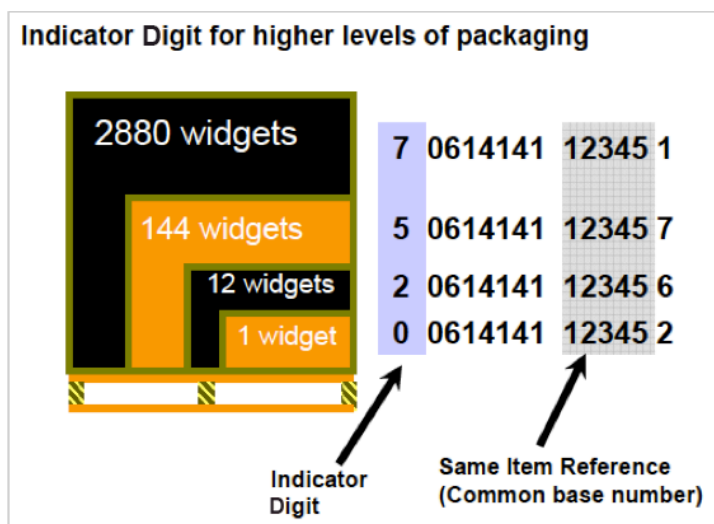 Indicator Digit for higher levels of packaging
2880 widgets
7 0614141 12345 1
144 widgets
5 0614141 12345 7
12 widgets
2 0614141 12345 6
1 widget
0 0614141 12345 2
Indicator
Digit
Same Item Reference
(Common base number)